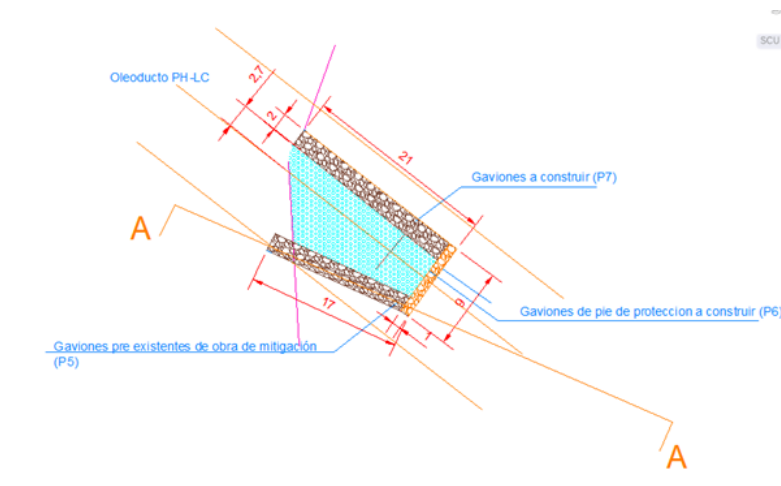 SCU
Oleoducto PH-LC
2,7
2
21
Gaviones a construir (P7)
A
17
9
1
Gaviones de pie de proteccion a construir (P6)
Gaviones pre existentes de obra de mitigación
(P5)
A